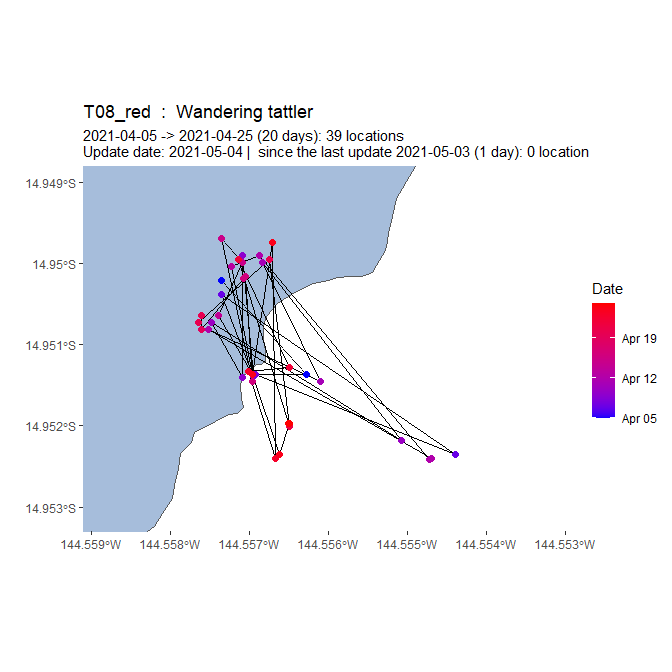 T08_red  :  Wandering tattler
2021-04-05 -> 2021-04-25 (20 days): 39 locations
Update date: 2021-05-04 |  since the last update 2021-05-03 (1 day): 0 location
14.949°S
14.95°S
14.951°S
14.952°S
14.953°S
144.559°W
144.558°W
144.557°W
144.556°W
144.555°W
144.554°W
144.553°W
Date
Apr 19
Apr 12
Apr 05